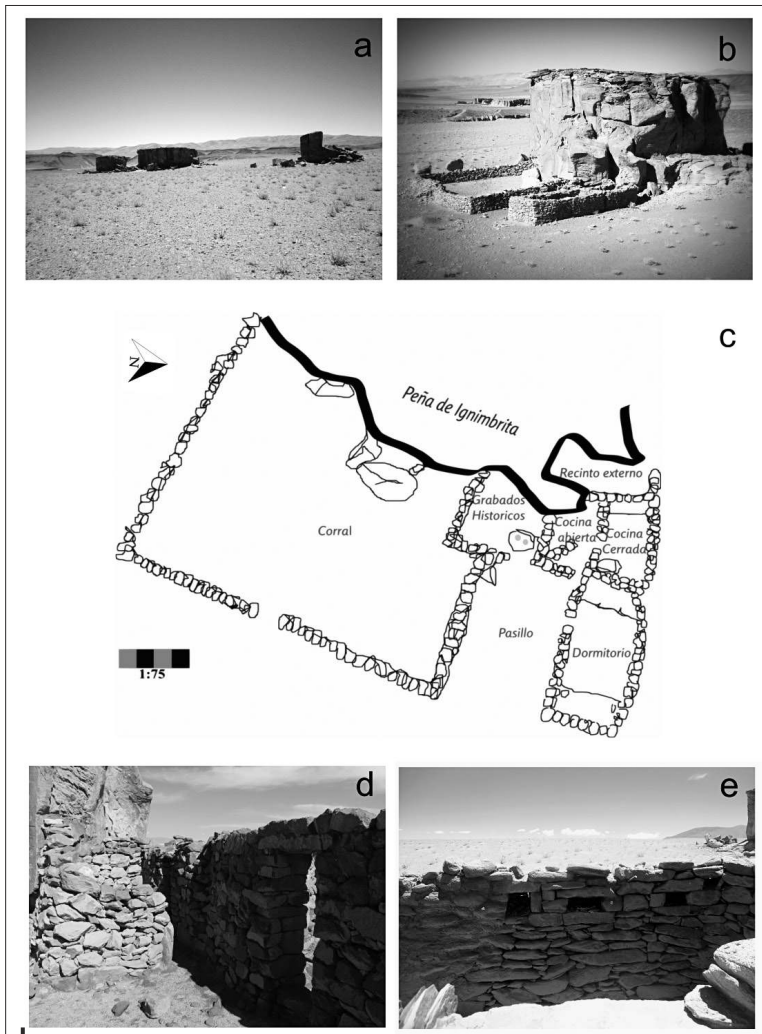 a
b
c
N
Peña de Ignimbrita
Recinto externo
Grabados
Historicos
Cocina
abierta
Cocina
Cerrada
Corral
Pasillo
Dormitorio
1:75
d
e